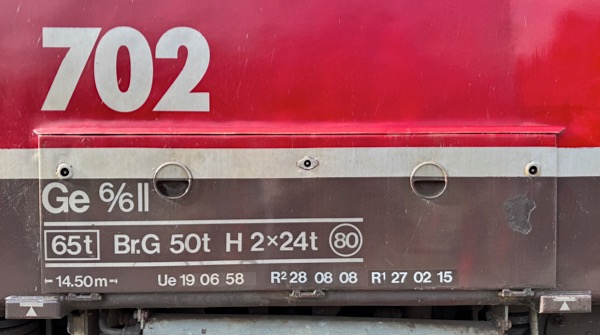 702
Ge 6/6 II
65t Br.G 50t H 2×24t 80
14.50m Ue 19 06 58 R² 28 08 08 R¹ 27 02 15